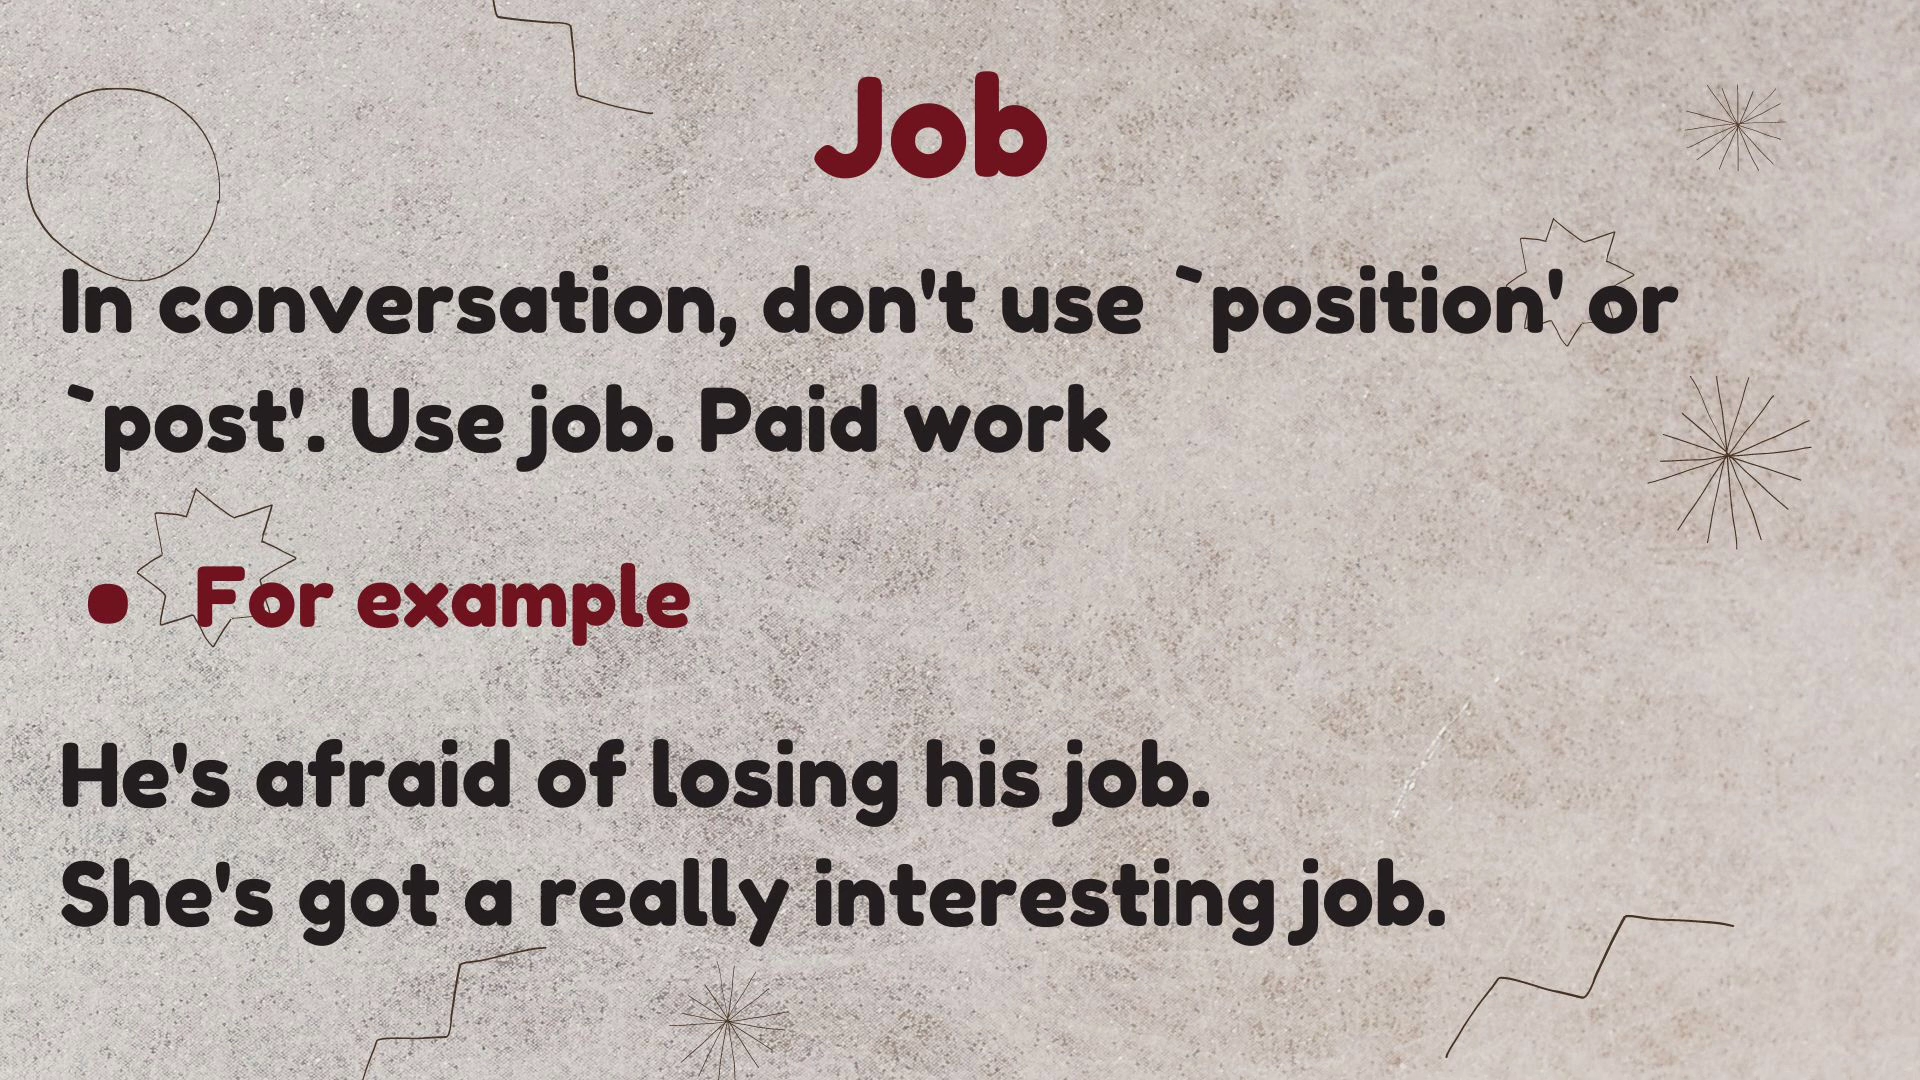 Job
In conversation, don't use `position' or
`post'. Use job. Paid work
• For example
He's afraid of losing his job.
She's got a really interesting job.